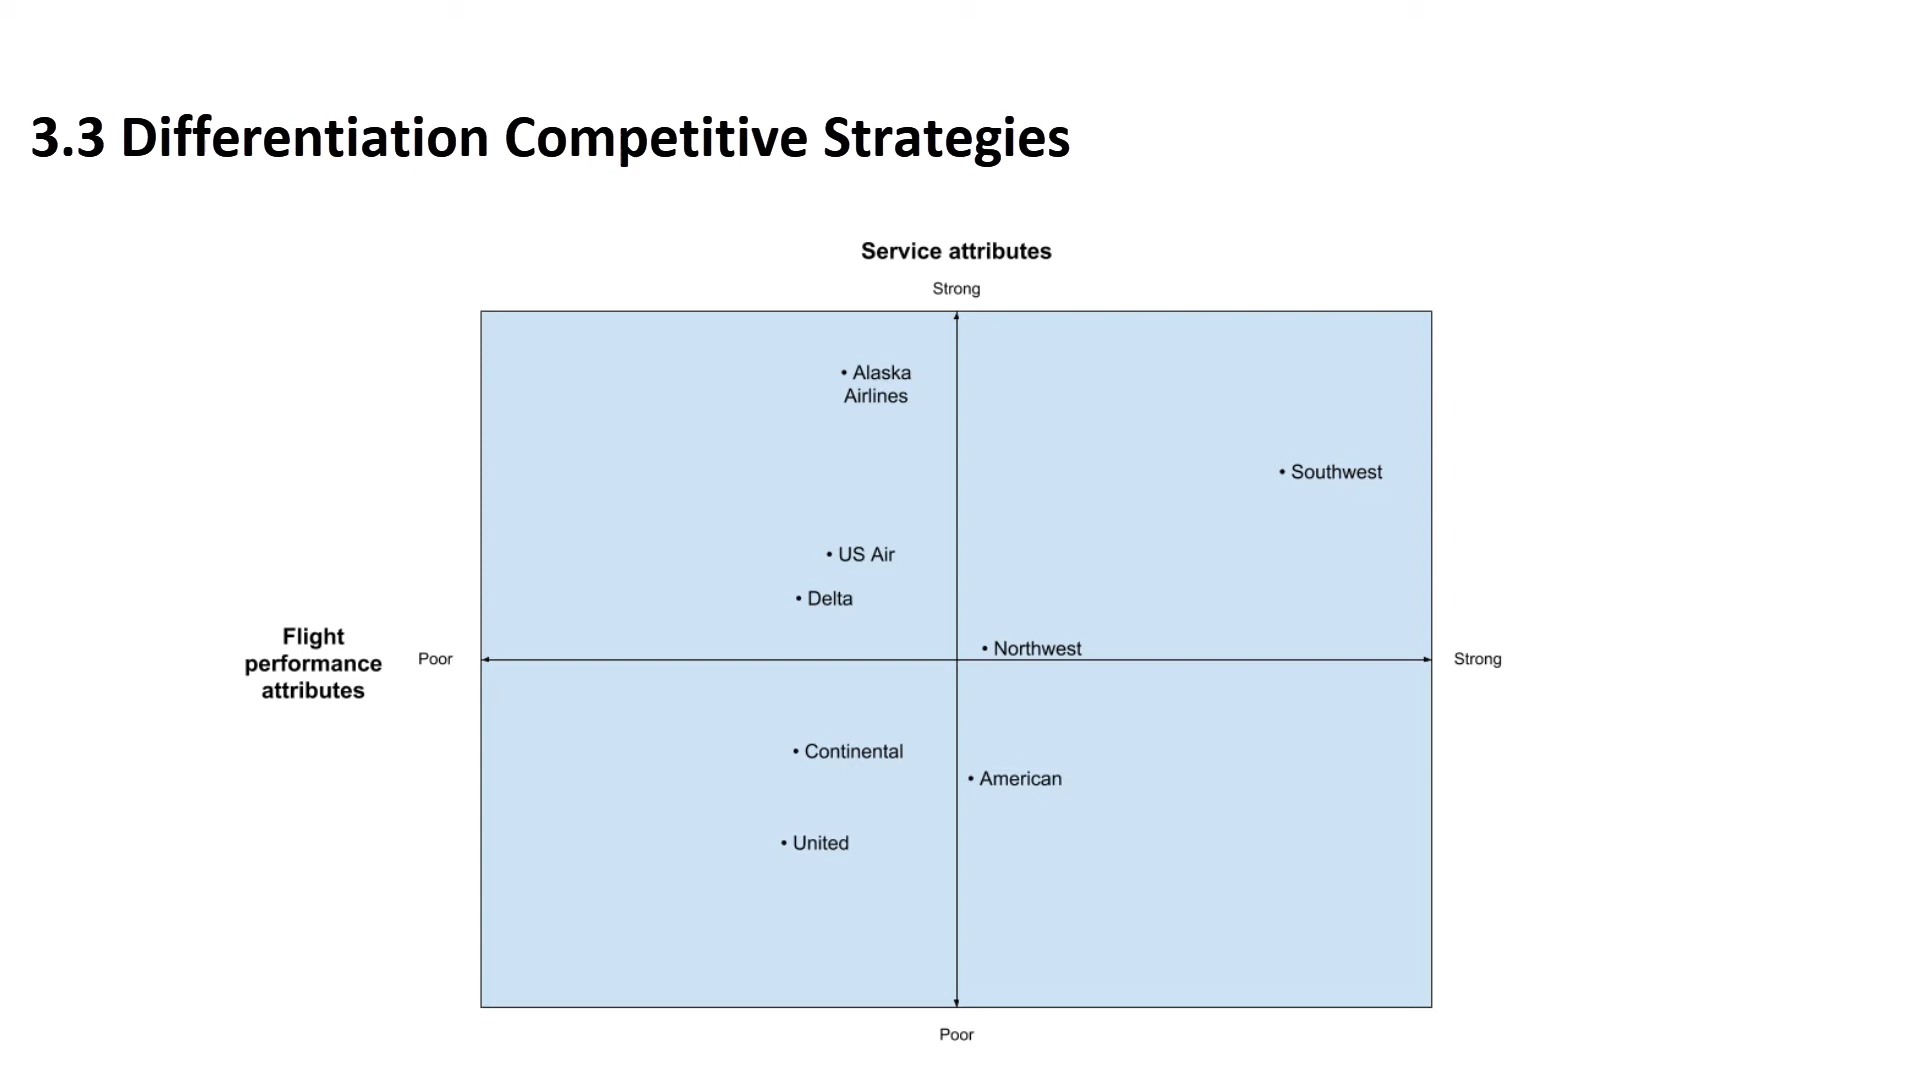 3.3 Differentiation Competitive Strategies
Service attributes
Strong
• Alaska
Airlines
• Southwest
• US Air
• Delta
Flight
performance
attributes
Poor
• Northwest
Strong
• Continental
• American
• United
Poor